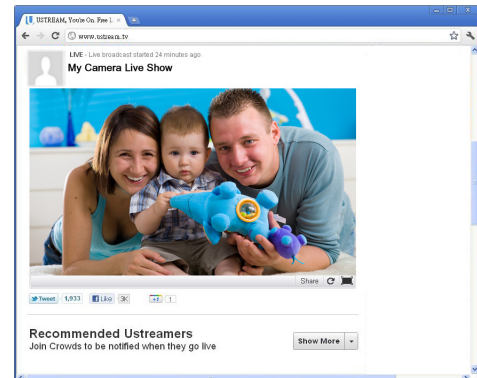 USTREAM, You're On. Free L
www.ustream.tv
LIVE - Live broadcast started 24 minutes ago
My Camera Live Show
Share
Tweet 1,933 Like 3K +1 1
Recommended Ustreamers
Join Crowds to be notified when they go live
Show More